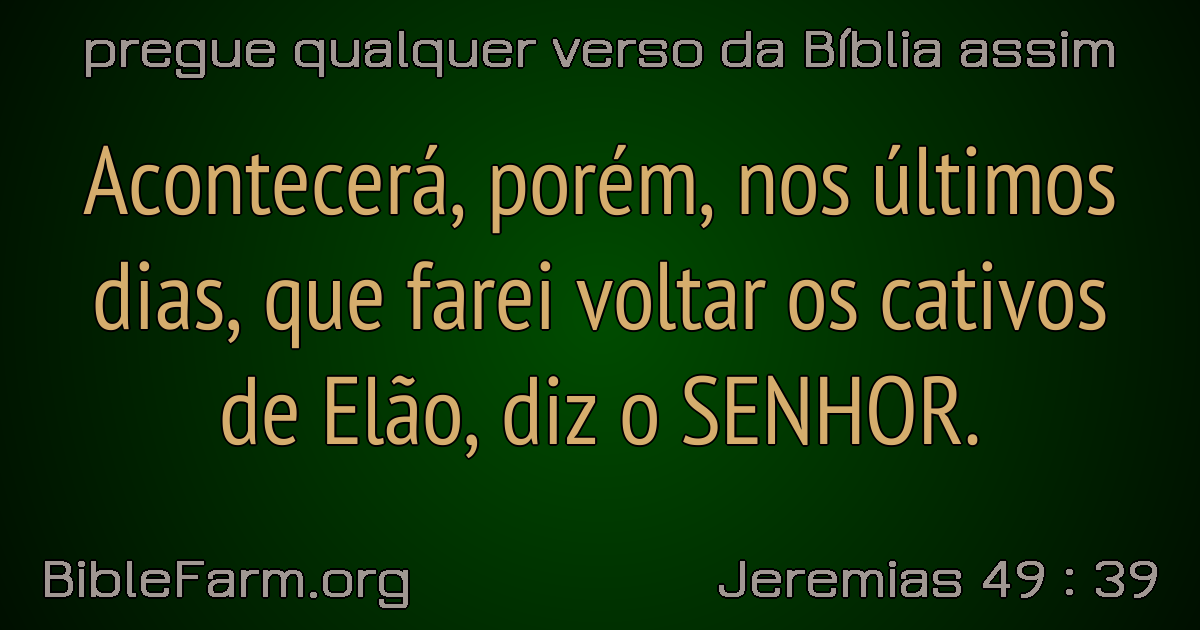 pregue qualquer verso da Bíblia assim
Acontecerá, porém, nos últimos
dias, que farei voltar os cativos
de Elão, diz o SENHOR.
BibleFarm.org
Jeremias 49 : 39